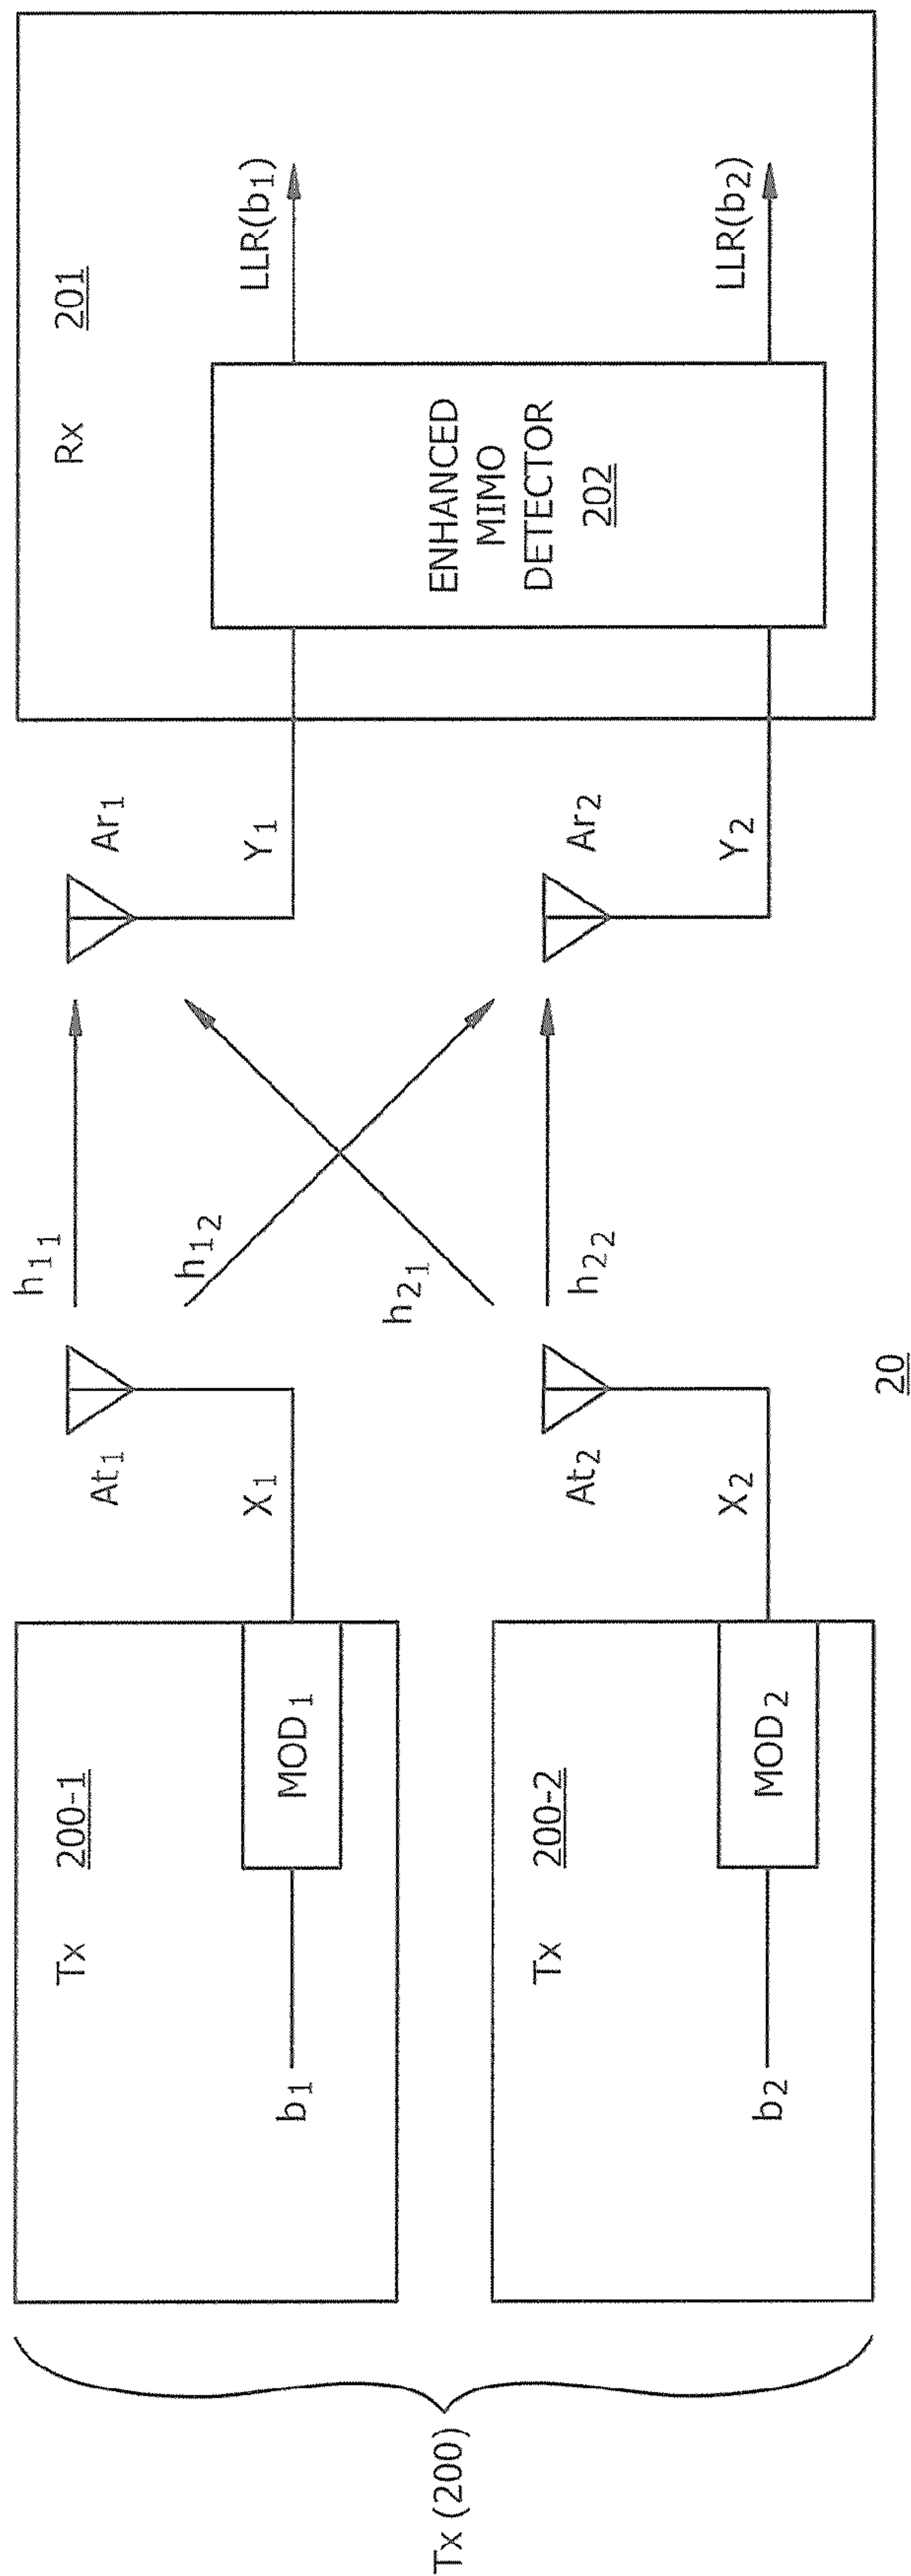 Tx (200)
Tx 200-1
b1
MOD1
X1
At1
Tx 200-2
b2
MOD2
X2
At2
h11
h12
h21
h22
Ar1
Y1
Ar2
Y2
Rx 201
ENHANCED
MIMO
DETECTOR
202
LLR(b1)
LLR(b2)
20